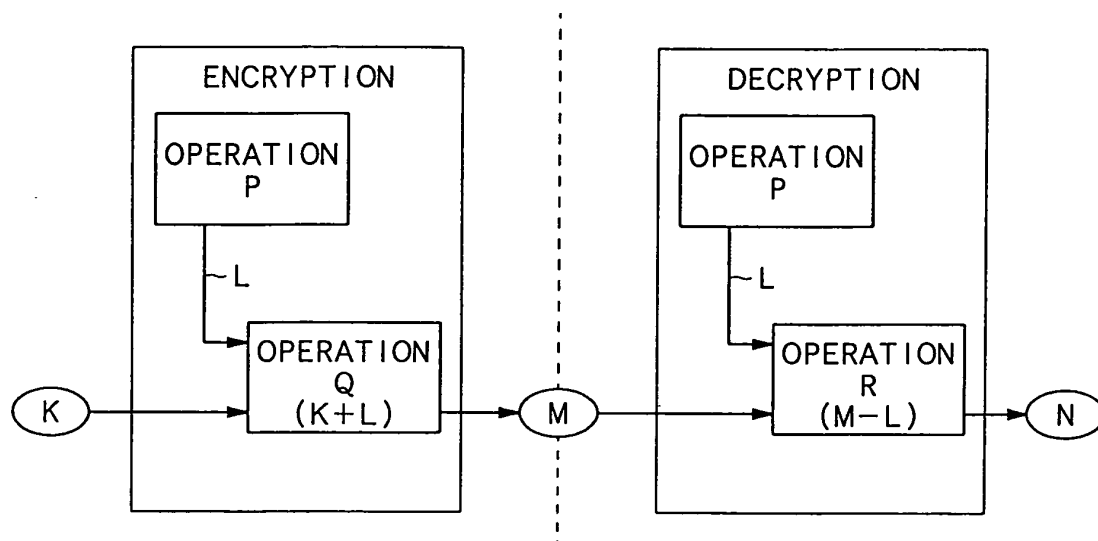 ENCRYPTION
OPERATION
P
L
OPERATION
Q
(K+L)
K
M
DECRYPTION
OPERATION
P
L
OPERATION
R
(M-L)
N